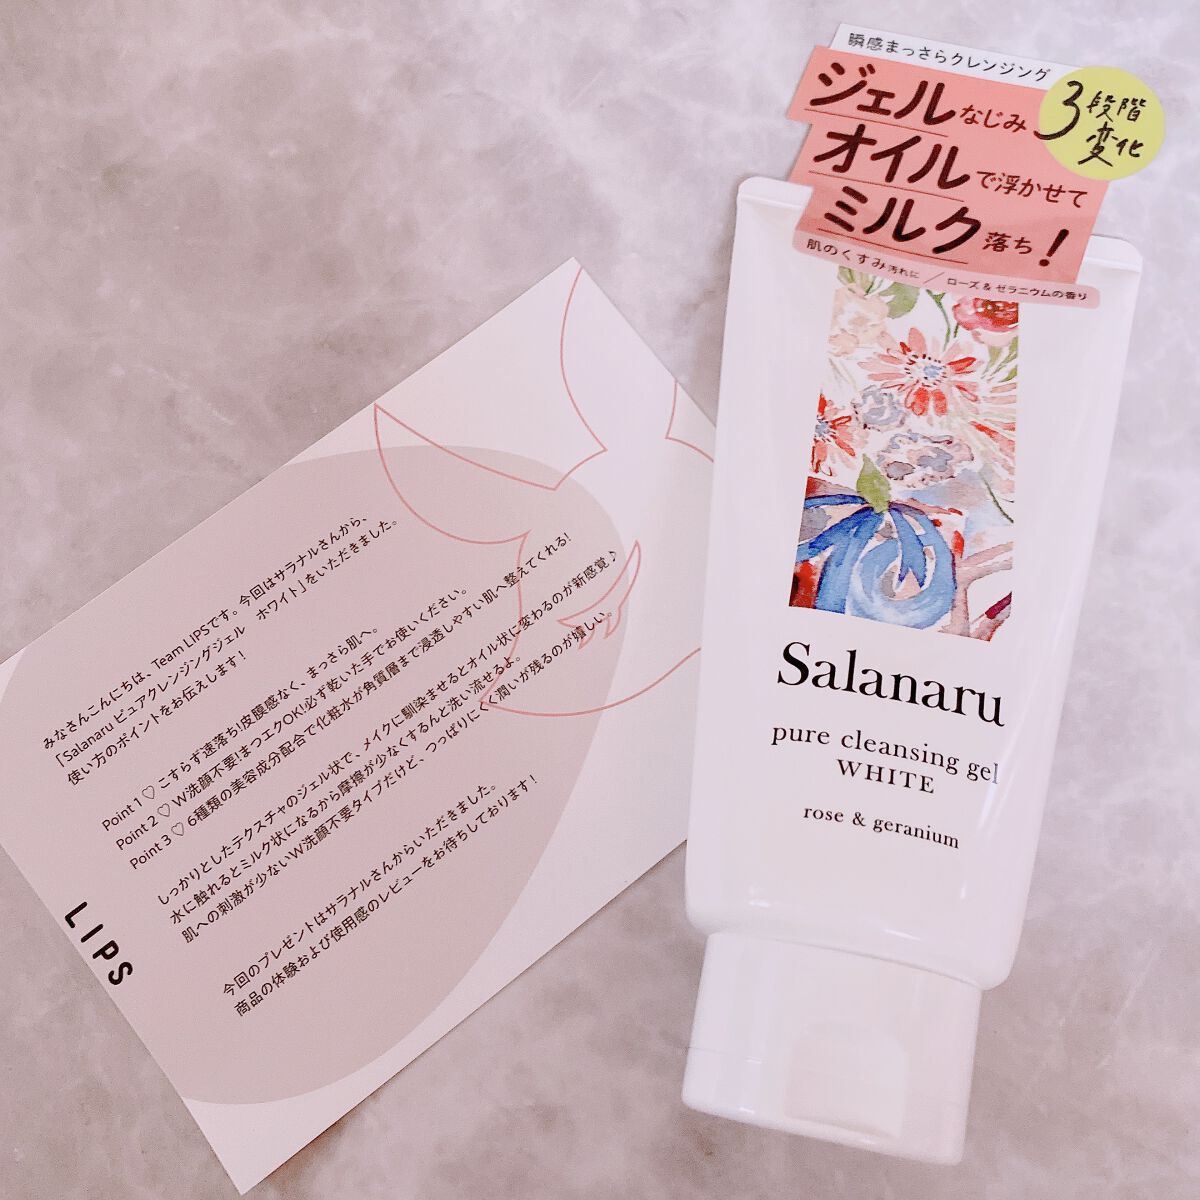 みなさんこんにちは、Team LIPSです。今回はサラナルさんから、
「Salanaru ピュアクレンジングジェル　ホワイト」をいただきました。
使い方のポイントをお伝えします!
Point 1 ♡ こすらず速落ち!皮膜感なく、まっさら肌へ。
Point 2 ♡ W洗顔不要!まつエクOK!必ず乾いた手でお使いください。
Point 3 ♡ 6種類の美容成分配合で化粧水が角質層まで浸透しやすい肌へ整えてくれる!
しっかりとしたテクスチャのジェル状で、メイクに馴染ませるとオイル状に変わるのが新感覚♪
水に触れるとミルク状になるから摩擦が少なくするんと洗い流せるよ。
肌への刺激が少ないW洗顔不要タイプだけど、つっぱりにくく潤いが残るのが嬉しい。
今回のプレゼントはサラナルさんからいただきました。
商品の体験および使用感のレビューをお待ちしております!
LIPS
瞬感まっさらクレンジング
ジェルなじみ
オイルで浮かせて
ミルク落ち!
3段階
変化
肌のくすみ汚れに／ローズ&ゼラニウムの香り
Salanaru
pure cleansing gel
WHITE
rose & geranium